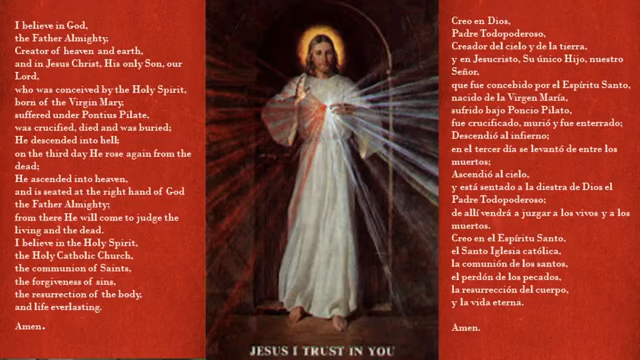 I believe in God,
the Father Almighty,
Creator of heaven and earth,
and in Jesus Christ, His only Son, our
Lord,
who was conceived by the Holy Spirit,
born of the Virgin Mary,
suffered under Pontius Pilate,
was crucified, died and was buried;
He descended into hell;
on the third day He rose again from the
dead;
He ascended into heaven,
and is seated at the right hand of God
the Father Almighty;
from there He will come to judge the
living and the dead.
I believe in the Holy Spirit,
the Holy Catholic Church,
the communion of Saints,
the forgiveness of sins,
the resurrection of the body,
and life everlasting.
Amen.
JESUS I TRUST IN YOU
Creo en Dios,
Padre Todopoderoso,
Creador del cielo y de la tierra,
y en Jesucristo, Su único Hijo, nuestro
Señor,
que fue concebido por el Espíritu Santo,
nacido de la Virgen María,
sufrido bajo Poncio Pilato,
fue crucificado, murió y fue enterrado;
Descendió al infierno;
en el tercer día se levantó de entre los
muertos;
Ascendió al cielo,
y está sentado a la diestra de Dios el
Padre Todopoderoso;
de allí vendrá a juzgar a los vivos y a los
muertos.
Creo en el Espíritu Santo,
el Santo Iglesia católica,
la comunión de los santos,
el perdón de los pecados,
la resurrección del cuerpo,
y la vida eterna.
Amen.